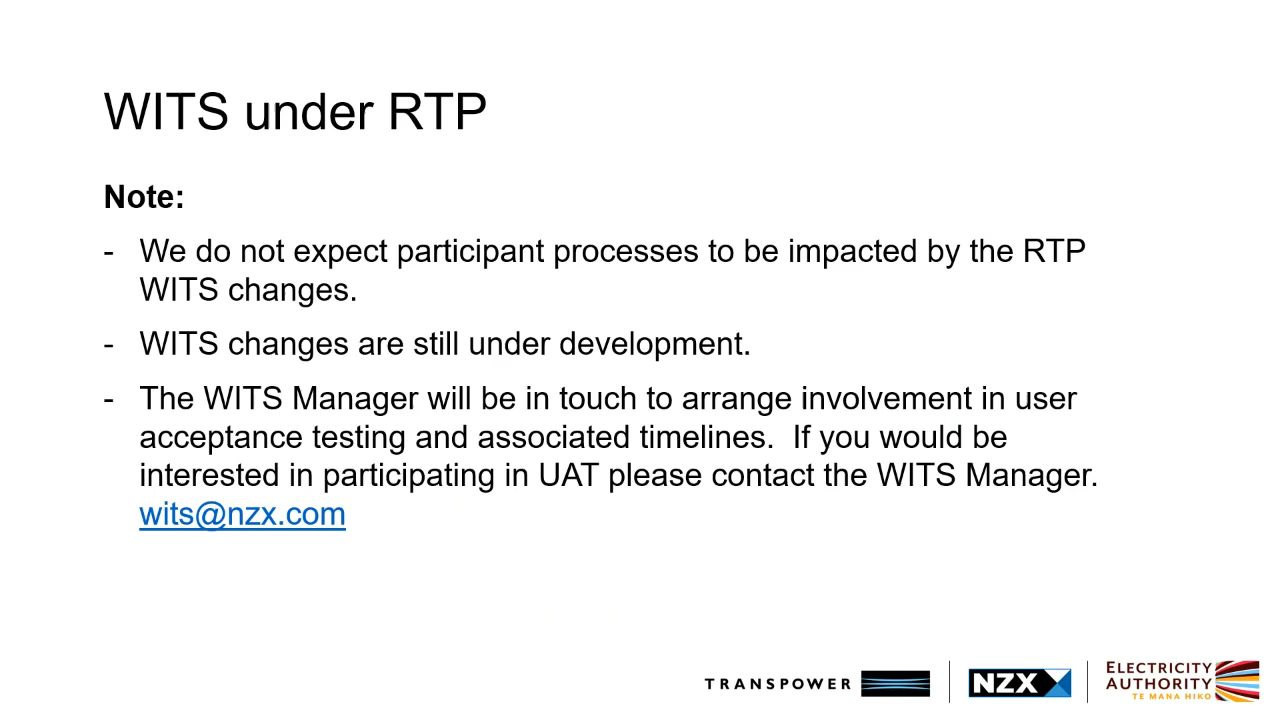 WITS under RTP
Note:
- We do not expect participant processes to be impacted by the RTP
WITS changes.
- WITS changes are still under development.
- The WITS Manager will be in touch to arrange involvement in user
acceptance testing and associated timelines.  If you would be
interested in participating in UAT please contact the WITS Manager.
wits@nzx.com
TRANSPOWER
NZX
ELECTRICITY
AUTHORITY
TE MANA HIKO